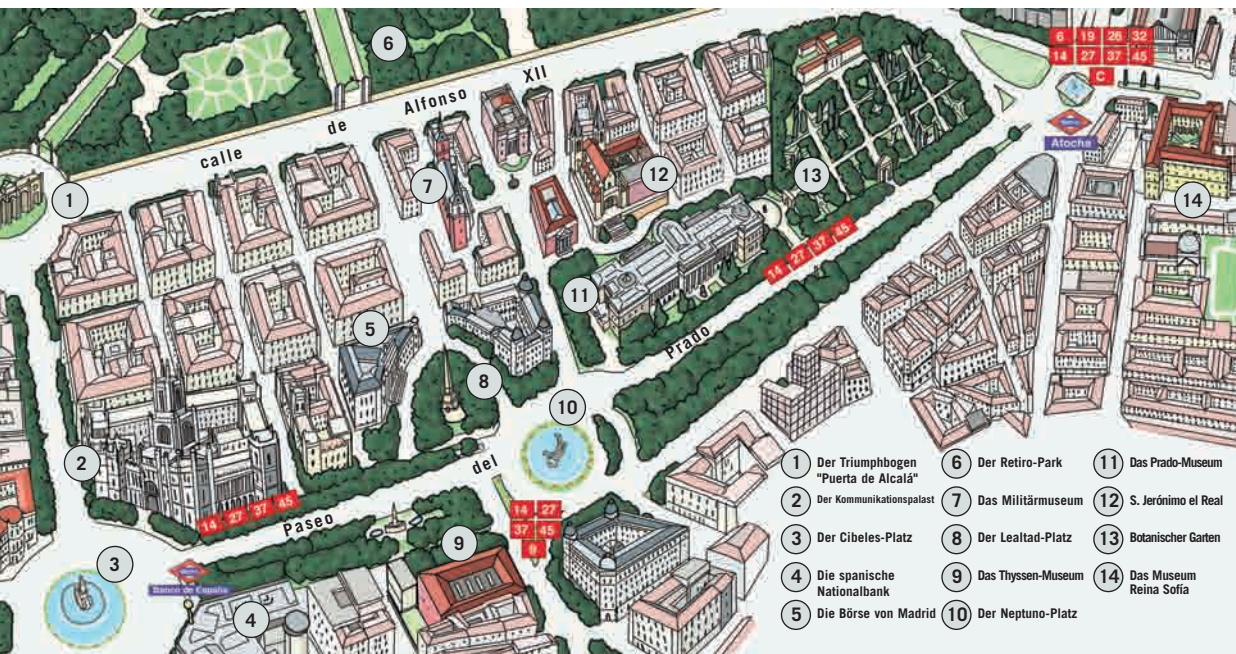 6
6 19 26 32
14 27 37 45
C
Metro
Atocha
calle de Alfonso XII
1
7
12
13
14
11
14 27 37 45
5
Prado
8
10
2
14 27 37 45
Paseo del
14 27
37 45
9
9
3
Metro
Banco de España
4
1 Der Triumphbogen
"Puerta de Alcalá"
2 Der Kommunikationspalast
3 Der Cibeles-Platz
4 Die spanische
Nationalbank
5 Die Börse von Madrid
6 Der Retiro-Park
7 Das Militärmuseum
8 Der Lealtad-Platz
9 Das Thyssen-Museum
10 Der Neptuno-Platz
11 Das Prado-Museum
12 S. Jerónimo el Real
13 Botanischer Garten
14 Das Museum
Reina Sofía